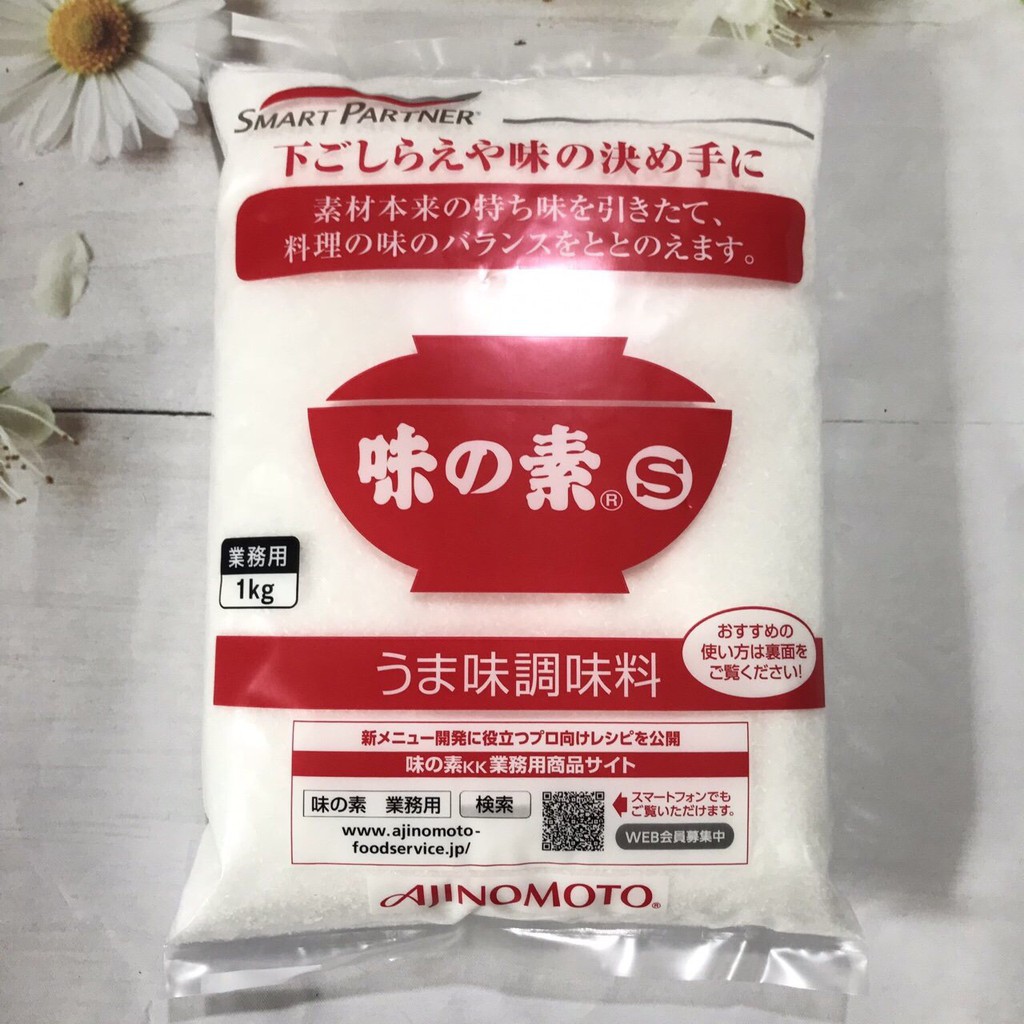 SMART PARTNER
下ごしらえや味の決め手に
素材本来の持ち味を引きたて、
料理の味のバランスをととのえます。
味の素® Ⓢ
業務用
1kg
おすすめの
使い方は裏面を
ご覧ください!
うま味調味料
新メニュー開発に役立つプロ向けレシピを公開
味の素KK業務用商品サイト
味の素 業務用 検索
www.ajinomoto-
foodservice.jp/
スマートフォンでも
ご覧いただけます。
WEB会員募集中
AJINOMOTO®